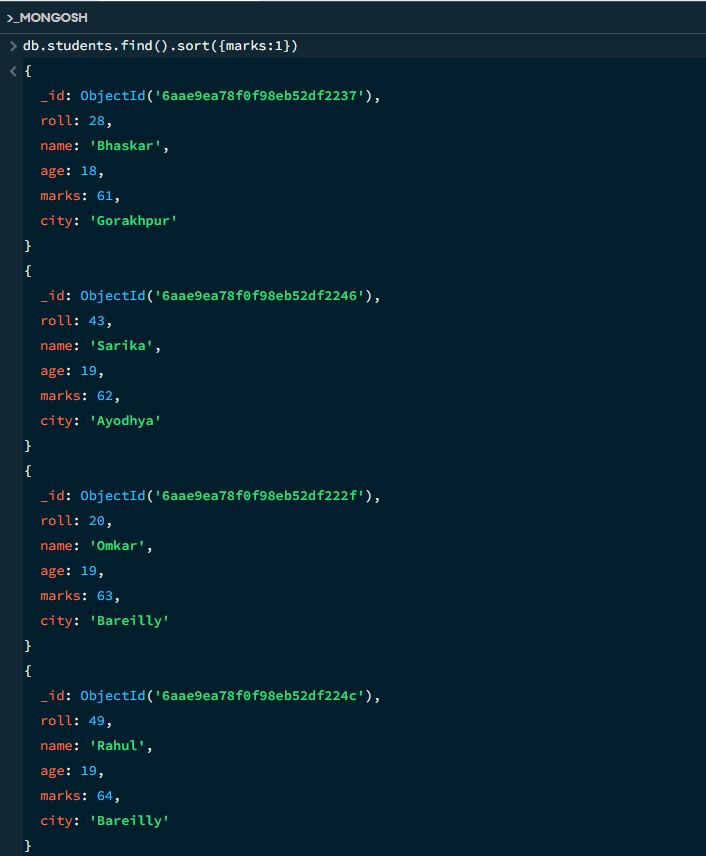 >_MONGOSH
> db.students.find().sort({marks:1})
< {
_id: ObjectId('6aae9ea78f0f98eb52df2237'),
roll: 28,
name: 'Bhaskar',
age: 18,
marks: 61,
city: 'Gorakhpur'
}
{
_id: ObjectId('6aae9ea78f0f98eb52df2246'),
roll: 43,
name: 'Sarika',
age: 19,
marks: 62,
city: 'Ayodhya'
}
{
_id: ObjectId('6aae9ea78f0f98eb52df222f'),
roll: 20,
name: 'Omkar',
age: 19,
marks: 63,
city: 'Bareilly'
}
{
_id: ObjectId('6aae9ea78f0f98eb52df224c'),
roll: 49,
name: 'Rahul',
age: 19,
marks: 64,
city: 'Bareilly'
}